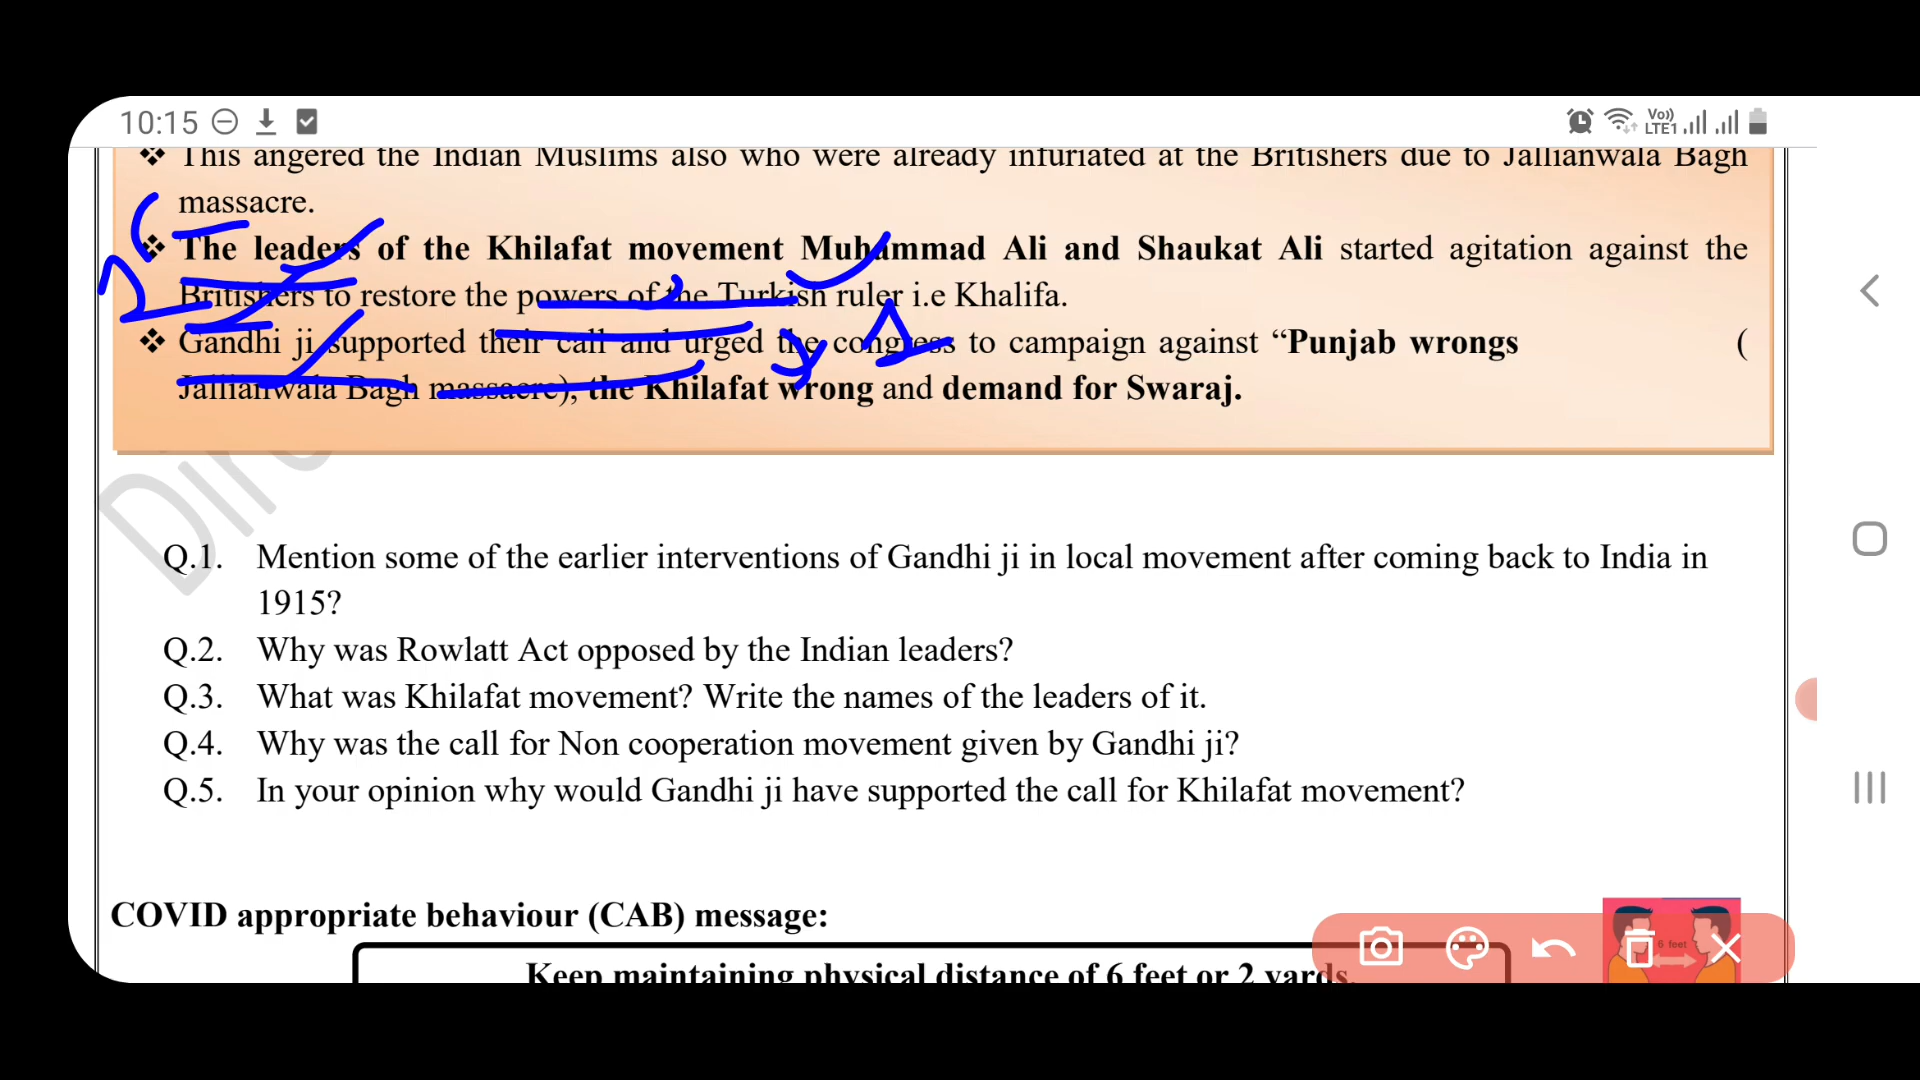 10:15
Vo))
LTE1
❖ This angered the Indian Muslims also who were already infuriated at the Britishers due to Jallianwala Bagh
massacre.
❖ The leaders of the Khilafat movement Muhammad Ali and Shaukat Ali started agitation against the
Britishers to restore the powers of the Turkish ruler i.e Khalifa.
❖ Gandhi ji supported their call and urged the congress to campaign against “Punjab wrongs (
Jallianwala Bagh massacre), the Khilafat wrong and demand for Swaraj.
Q.1. Mention some of the earlier interventions of Gandhi ji in local movement after coming back to India in
1915?
Q.2. Why was Rowlatt Act opposed by the Indian leaders?
Q.3. What was Khilafat movement? Write the names of the leaders of it.
Q.4. Why was the call for Non cooperation movement given by Gandhi ji?
Q.5. In your opinion why would Gandhi ji have supported the call for Khilafat movement?
COVID appropriate behaviour (CAB) message:
Keep maintaining physical distance of 6 feet or 2 yards.
6 feet